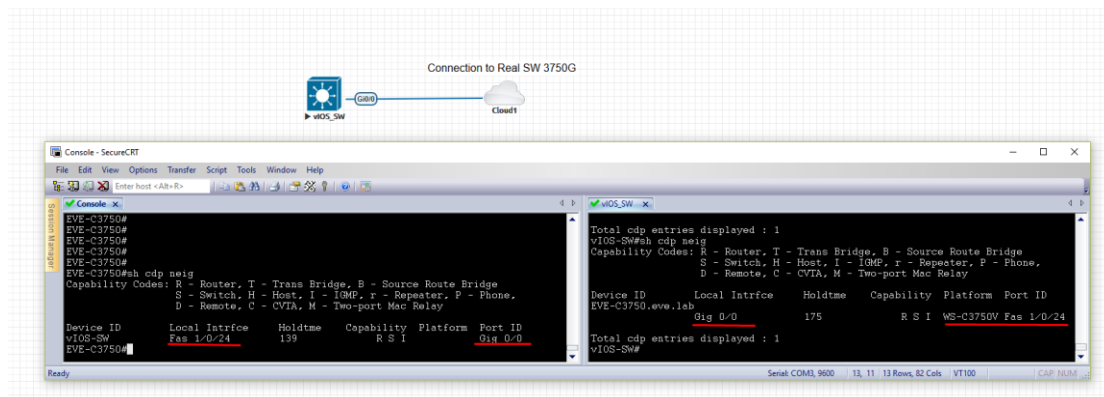 Connection to Real SW 3750G
Gi0/0
vIOS_SW
Cloud1
Console - SecureCRT
File Edit View Options Transfer Script Tools Window Help
Enter host <Alt+R>
Session Manager
Console
EVE-C3750#
EVE-C3750#
EVE-C3750#
EVE-C3750#
EVE-C3750#
EVE-C3750#sh cdp neig
Capability Codes: R - Router, T - Trans Bridge, B - Source Route Bridge
S - Switch, H - Host, I - IGMP, r - Repeater, P - Phone,
D - Remote, C - CVTA, M - Two-port Mac Relay
Device ID Local Intrfce Holdtme Capability Platform Port ID
vIOS-SW Fas 1/0/24 139 R S I Gig 0/0
EVE-C3750#
vIOS_SW
Total cdp entries displayed : 1
vIOS-SW#sh cdp neig
Capability Codes: R - Router, T - Trans Bridge, B - Source Route Bridge
S - Switch, H - Host, I - IGMP, r - Repeater, P - Phone,
D - Remote, C - CVTA, M - Two-port Mac Relay
Device ID Local Intrfce Holdtme Capability Platform Port ID
EVE-C3750.eve.lab
Gig 0/0 175 R S I WS-C3750V Fas 1/0/24
Total cdp entries displayed : 1
vIOS-SW#
Ready
Serial: COM3, 9600 13, 11 13 Rows, 82 Cols VT100 CAP NUM